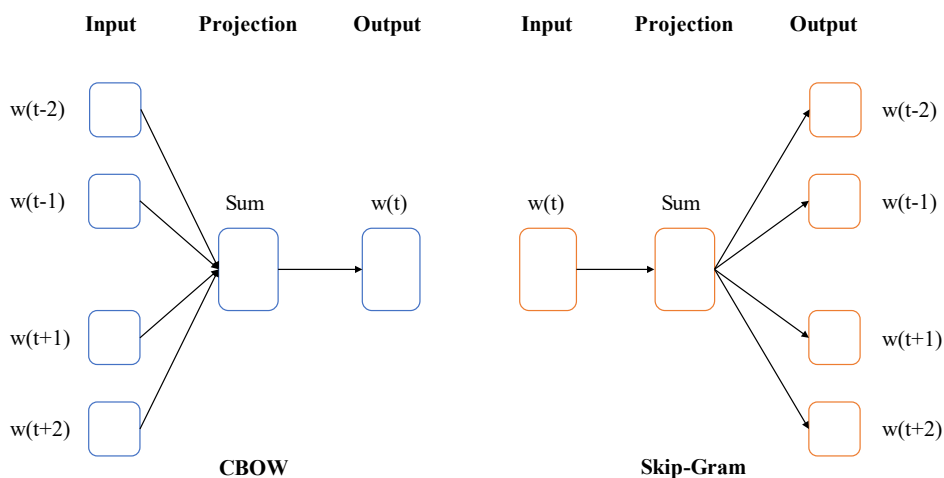 Input Projection Output
w(t-2)
w(t-1)
Sum
w(t)
w(t+1)
w(t+2)
CBOW
Input Projection Output
w(t-2)
w(t-1)
w(t)
Sum
w(t+1)
w(t+2)
Skip-Gram